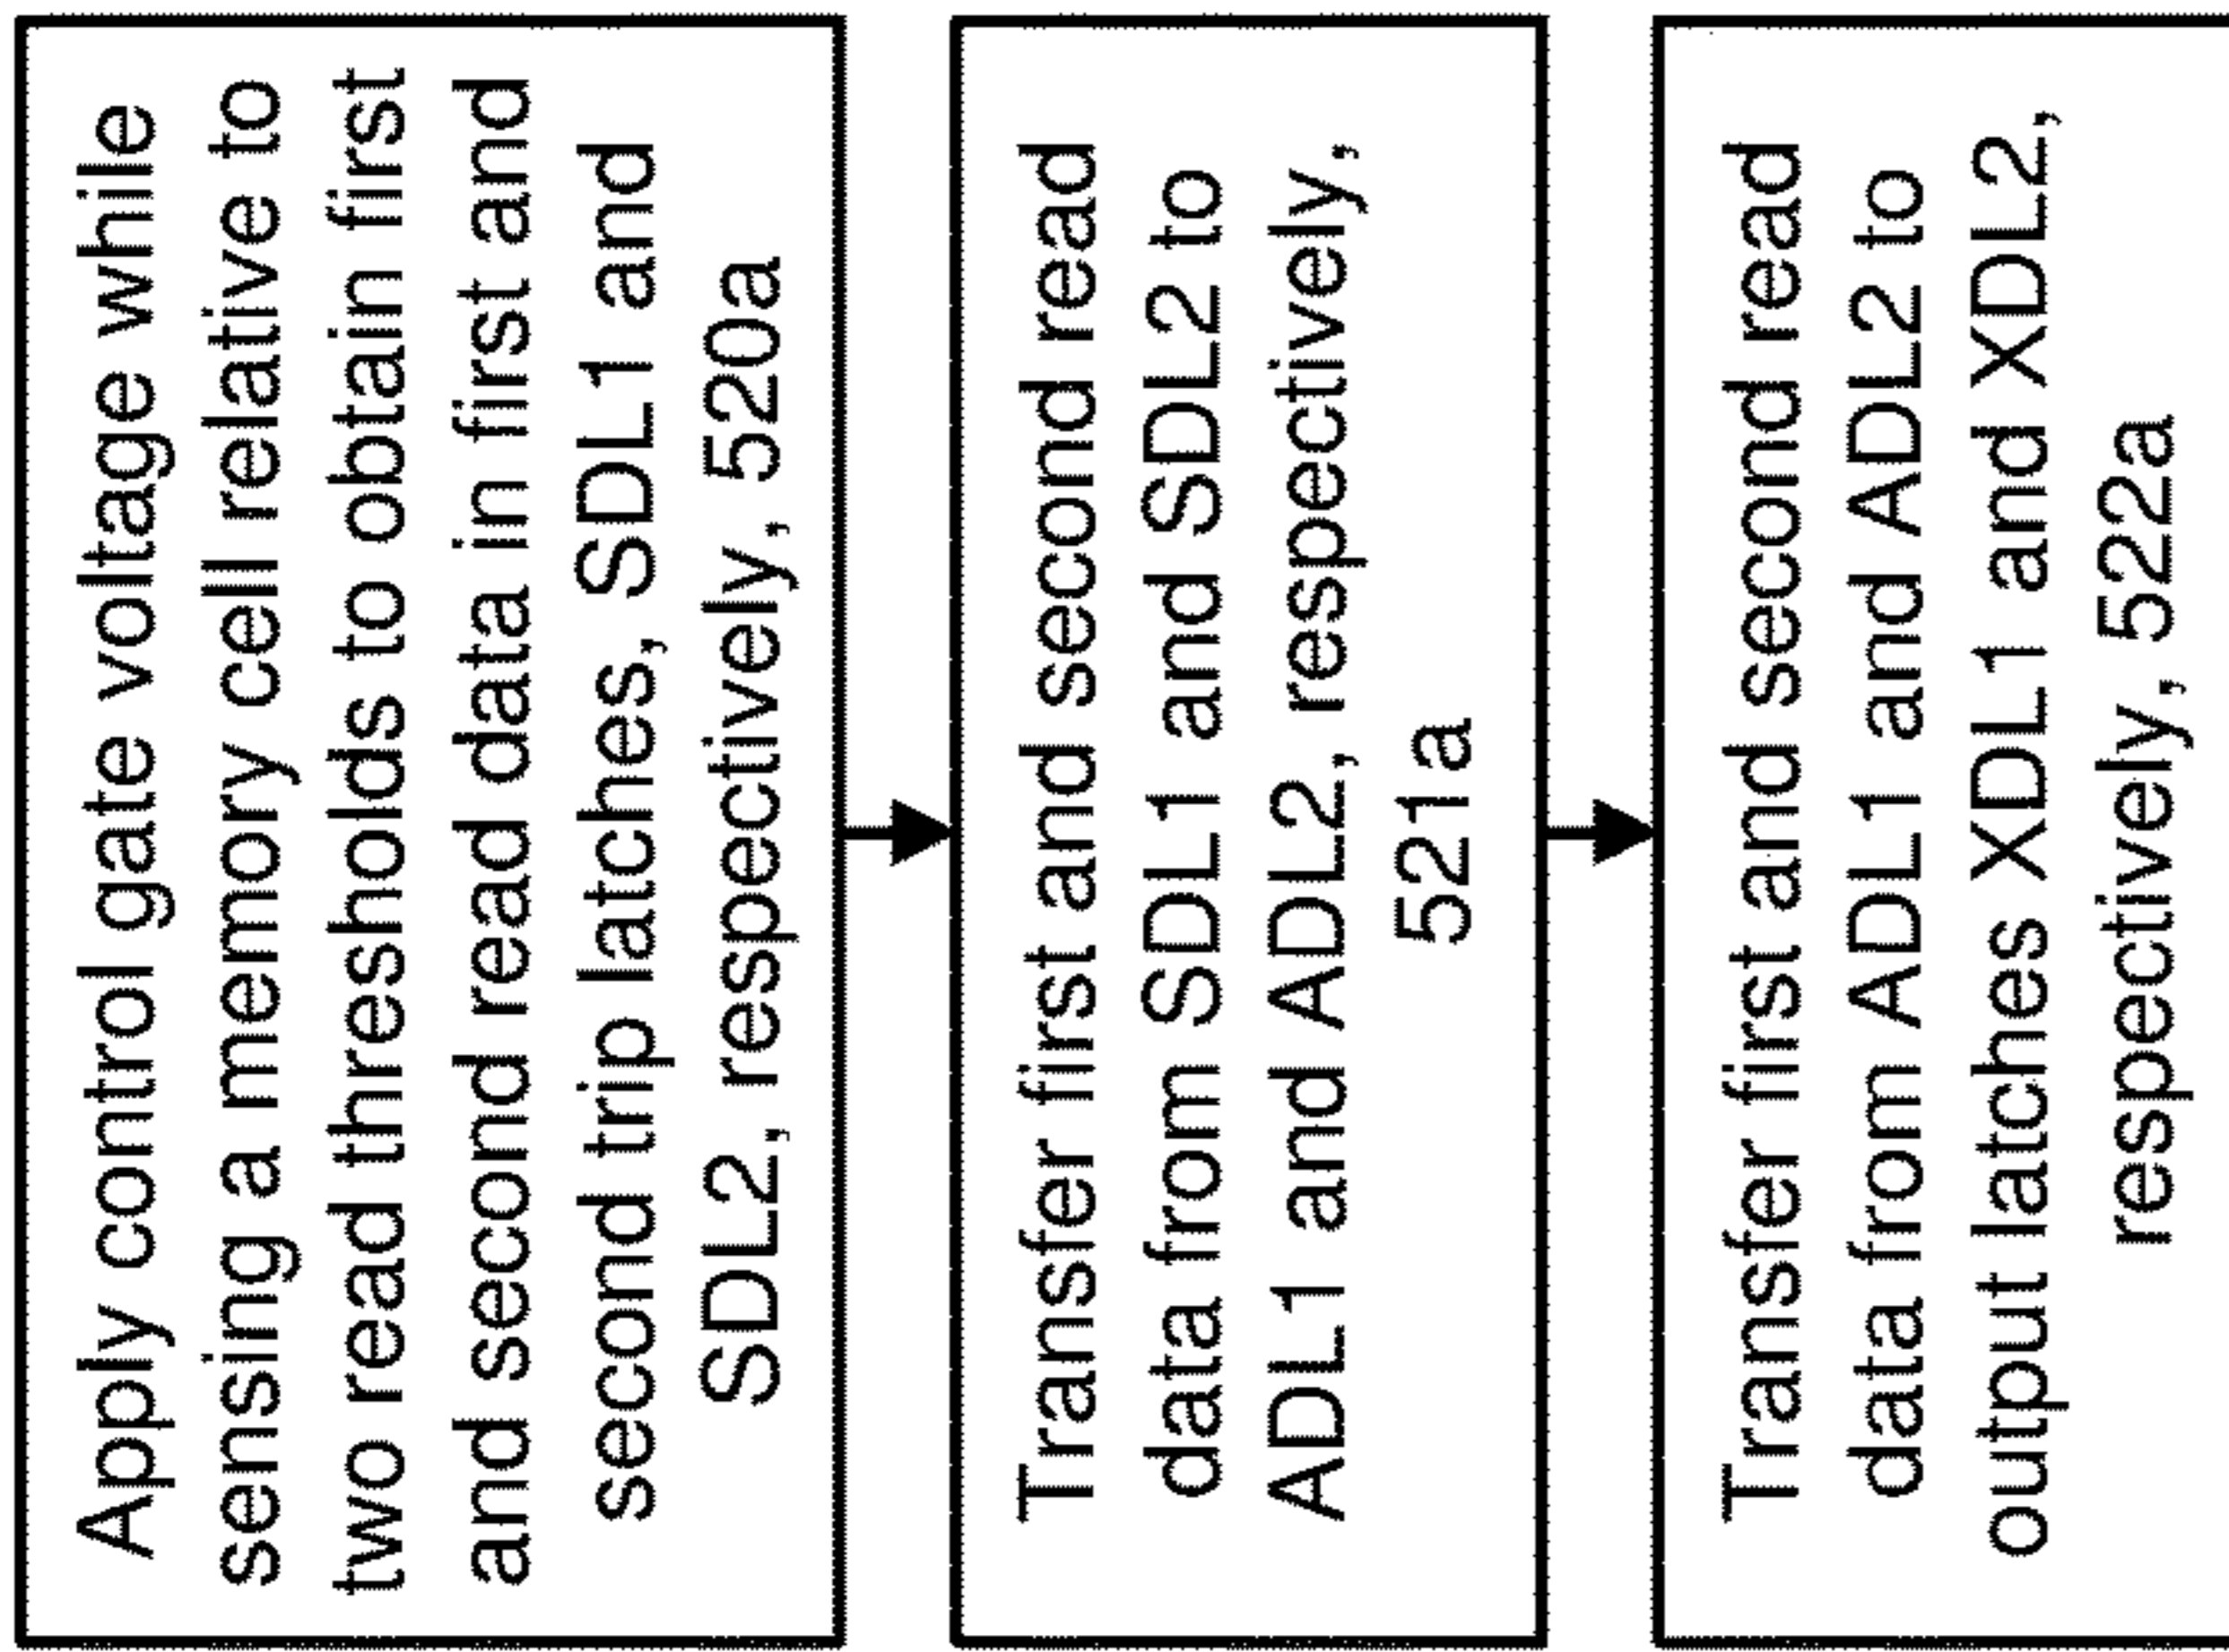 Apply control gate voltage while
sensing a memory cell relative to
two read thresholds to obtain first
and second read data in first and
second trip latches, SDL1 and
SDL2, respectively, 520a
Transfer first and second read
data from SDL1 and SDL2 to
ADL1 and ADL2, respectively,
521a
Transfer first and second read
data from ADL1 and ADL2 to
output latches XDL1 and XDL2,
respectively, 522a